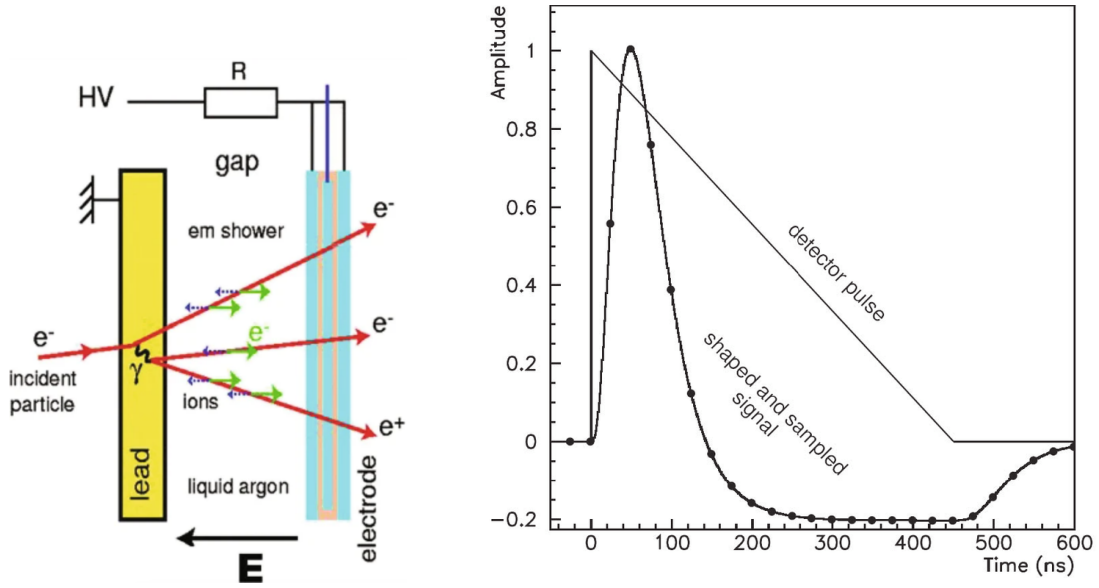 R
HV
gap
em shower
e-
e-
e-
e-
γ
incident
particle
ions
e+
lead
liquid argon
electrode
E
Amplitude
1
0.8
0.6
0.4
0.2
0
−0.2
detector pulse
shaped and sampled
signal
0
100
200
300
400
500
600
Time (ns)